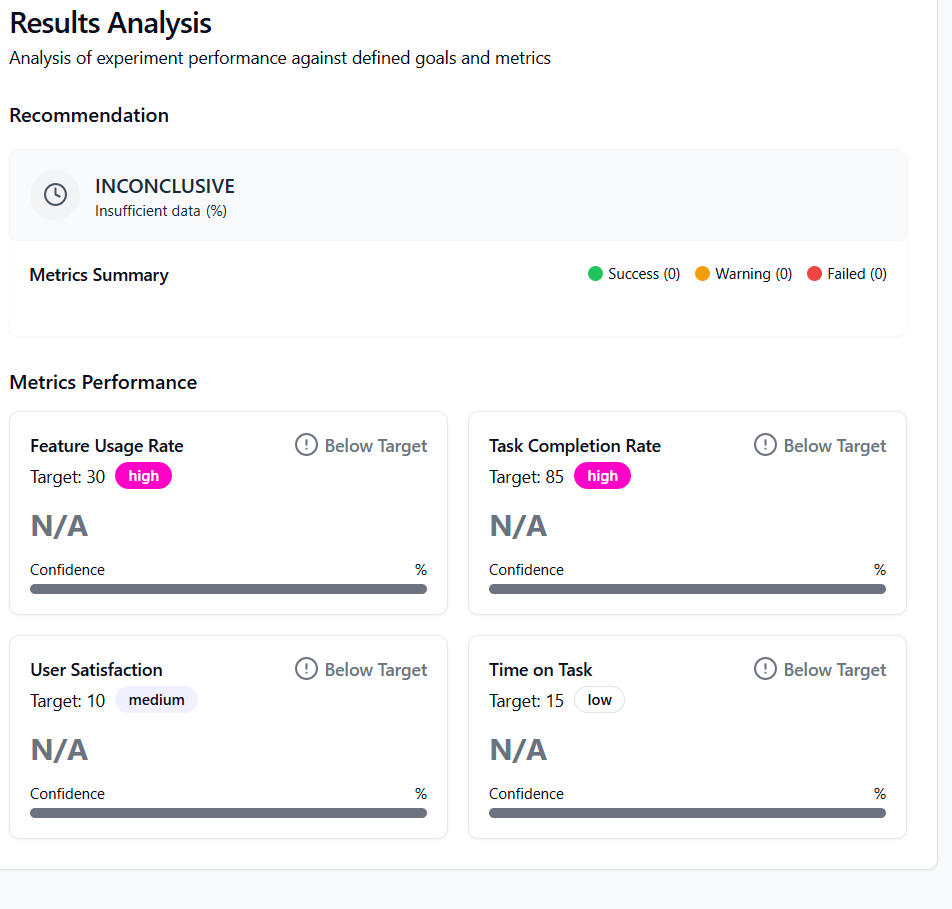 Results Analysis
Analysis of experiment performance against defined goals and metrics
Recommendation
INCONCLUSIVE
Insufficient data (%)
Metrics Summary
Success (0)
Warning (0)
Failed (0)
Metrics Performance
Feature Usage Rate
Below Target
Target: 30
high
N/A
Confidence
%
Task Completion Rate
Below Target
Target: 85
high
N/A
Confidence
%
User Satisfaction
Below Target
Target: 10
medium
N/A
Confidence
%
Time on Task
Below Target
Target: 15
low
N/A
Confidence
%